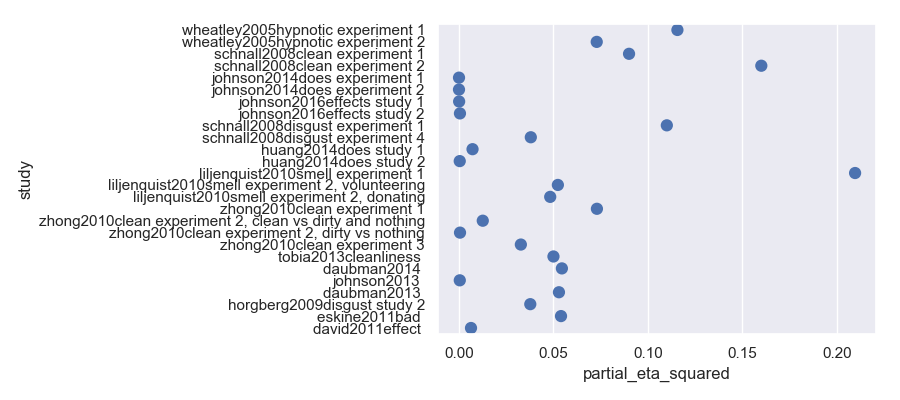 wheatley2005hypnotic experiment 1
wheatley2005hypnotic experiment 2
schnall2008clean experiment 1
schnall2008clean experiment 2
johnson2014does experiment 1
johnson2014does experiment 2
johnson2016effects study 1
johnson2016effects study 2
schnall2008disgust experiment 1
schnall2008disgust experiment 4
huang2014does study 1
huang2014does study 2
liljenquist2010smell experiment 1
liljenquist2010smell experiment 2, volunteering
liljenquist2010smell experiment 2, donating
zhong2010clean experiment 1
zhong2010clean experiment 2, clean vs dirty and nothing
zhong2010clean experiment 2, dirty vs nothing
zhong2010clean experiment 3
tobia2013cleanliness
daubman2014
johnson2013
daubman2013
horgberg2009disgust study 2
eskine2011bad
david2011effect
study
0.00 0.05 0.10 0.15 0.20
partial_eta_squared